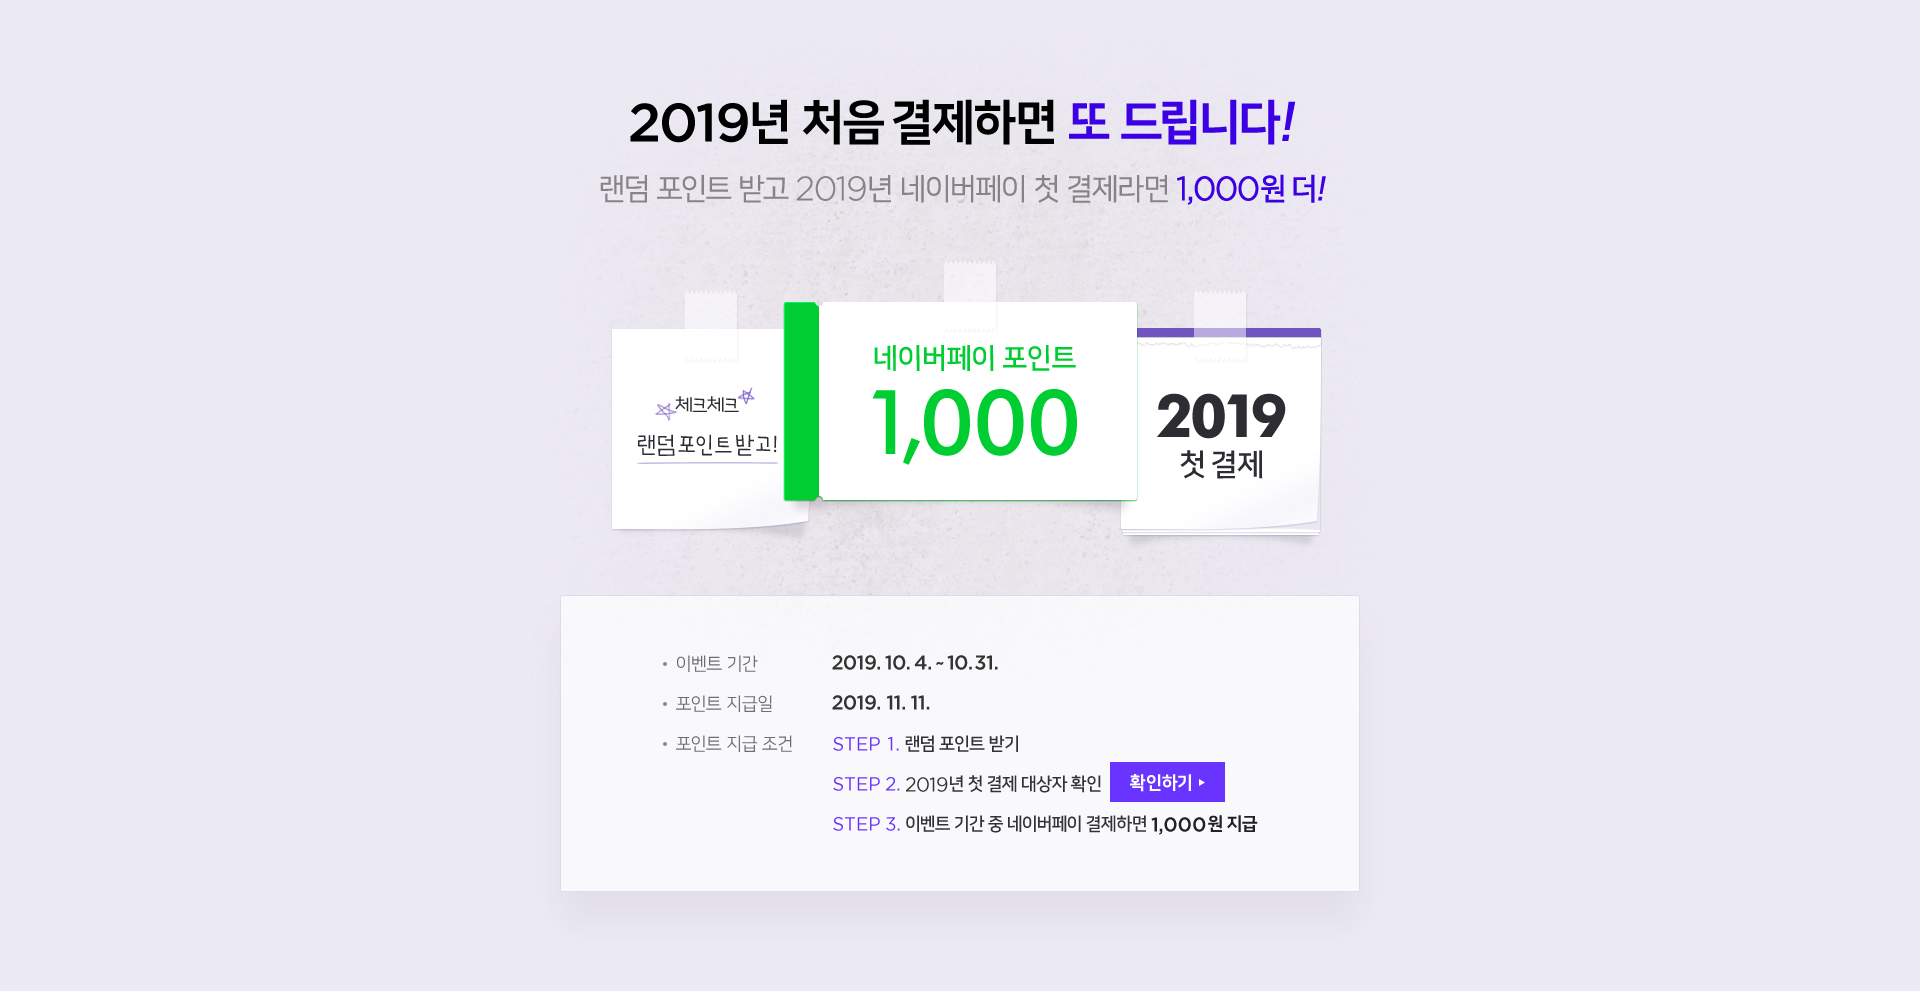 2019년 처음 결제하면 또 드립니다!
랜덤 포인트 받고 2019년 네이버페이 첫 결제라면 1,000원 더!
체크체크
랜덤 포인트 받고!
네이버페이 포인트
1,000
2019
첫 결제
• 이벤트 기간 2019. 10. 4. ~ 10. 31.
• 포인트 지급일 2019. 11. 11.
• 포인트 지급 조건 STEP 1. 랜덤 포인트 받기
STEP 2. 2019년 첫 결제 대상자 확인 확인하기 ▶
STEP 3. 이벤트 기간 중 네이버페이 결제하면 1,000원 지급